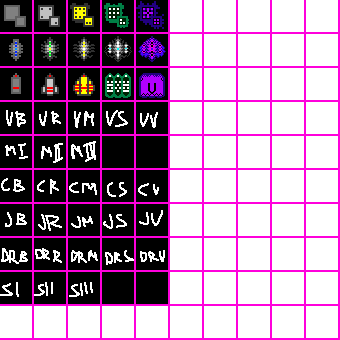 VB VR VM VS VV
MI MII MIII
CB CR CM CS CV
JB JR JM JS JV
DRB DRR DRM DRS DRV
SI SII SIII